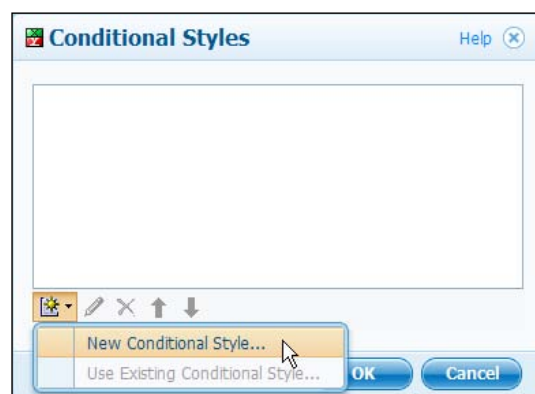 Conditional Styles
Help
New Conditional Style...
Use Existing Conditional Style...
OK
Cancel